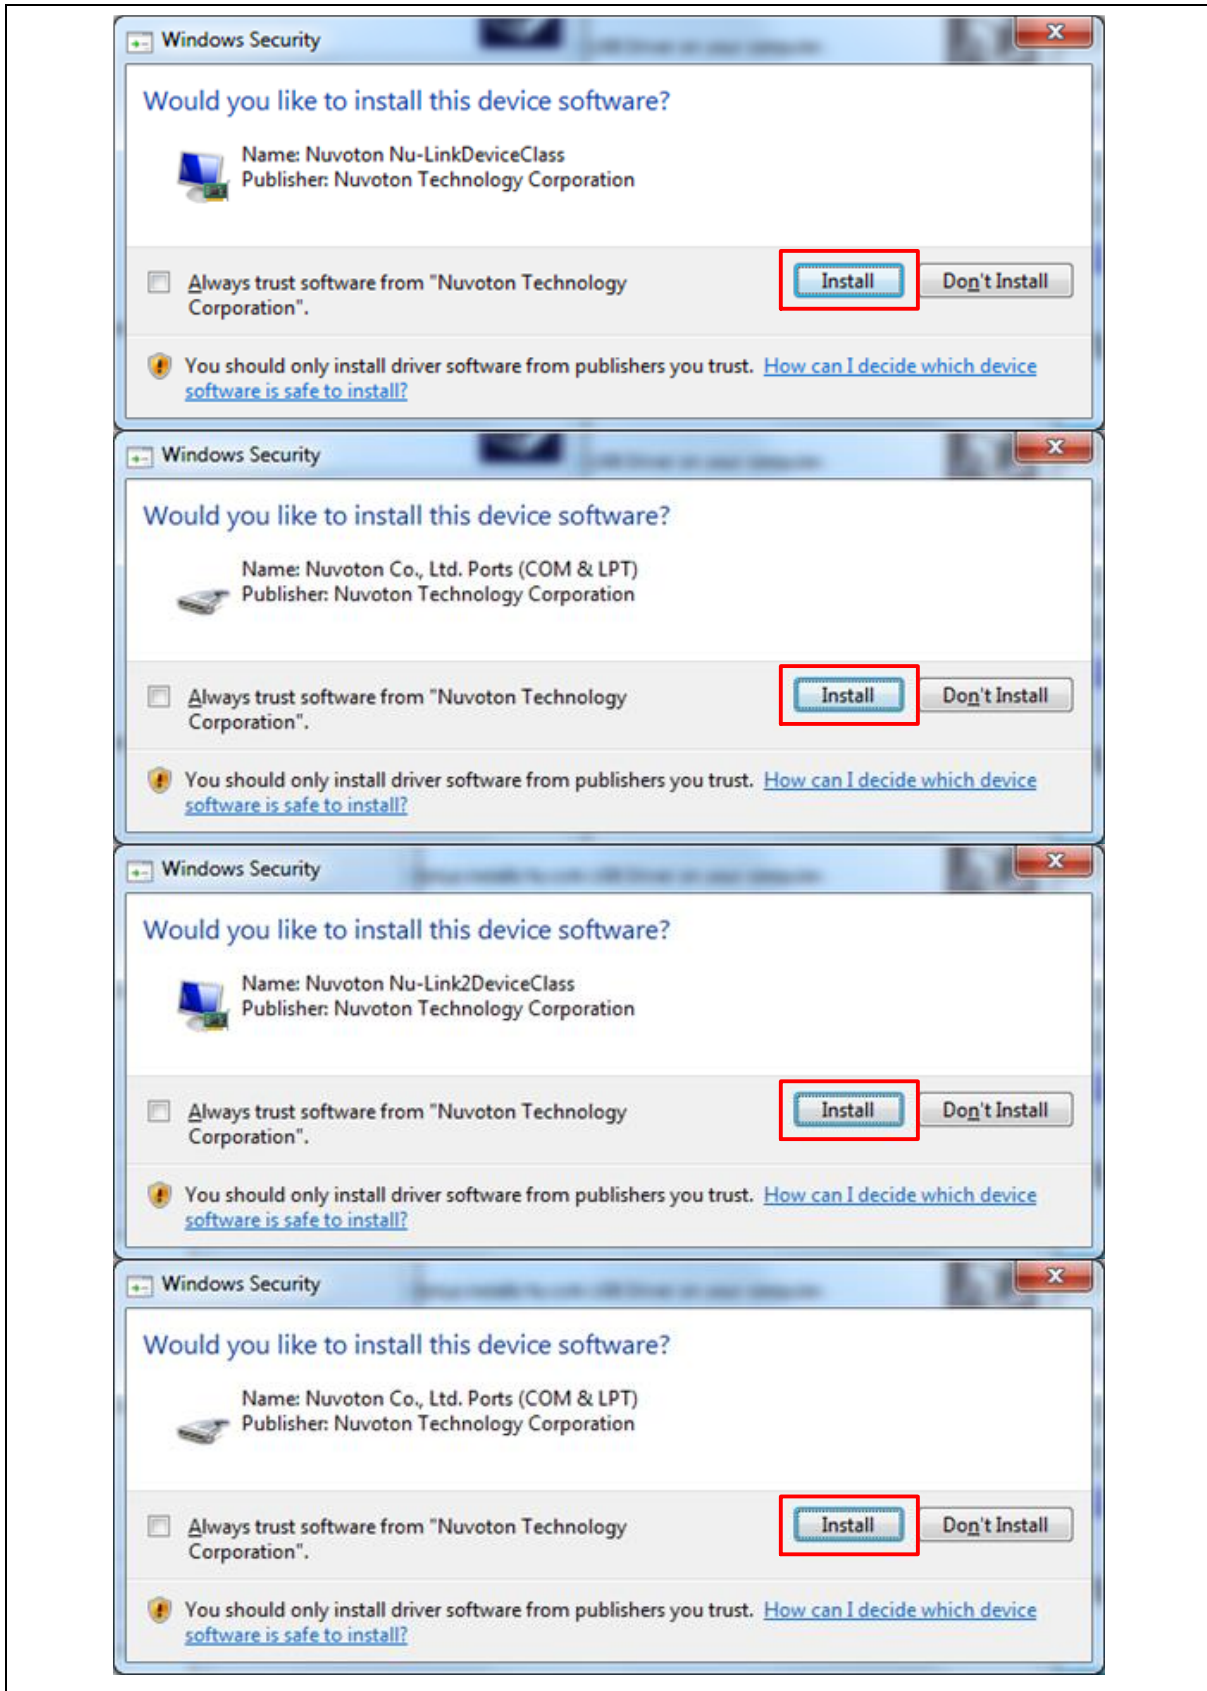 Windows Security
Would you like to install this device software?
Name: Nuvoton Nu-LinkDeviceClass
Publisher: Nuvoton Technology Corporation
Always trust software from "Nuvoton Technology
Corporation".
Install
Don't Install
You should only install driver software from publishers you trust. How can I decide which device
software is safe to install?
Windows Security
Would you like to install this device software?
Name: Nuvoton Co., Ltd. Ports (COM & LPT)
Publisher: Nuvoton Technology Corporation
Always trust software from "Nuvoton Technology
Corporation".
Install
Don't Install
You should only install driver software from publishers you trust. How can I decide which device
software is safe to install?
Windows Security
Would you like to install this device software?
Name: Nuvoton Nu-Link2DeviceClass
Publisher: Nuvoton Technology Corporation
Always trust software from "Nuvoton Technology
Corporation".
Install
Don't Install
You should only install driver software from publishers you trust. How can I decide which device
software is safe to install?
Windows Security
Would you like to install this device software?
Name: Nuvoton Co., Ltd. Ports (COM & LPT)
Publisher: Nuvoton Technology Corporation
Always trust software from "Nuvoton Technology
Corporation".
Install
Don't Install
You should only install driver software from publishers you trust. How can I decide which device
software is safe to install?